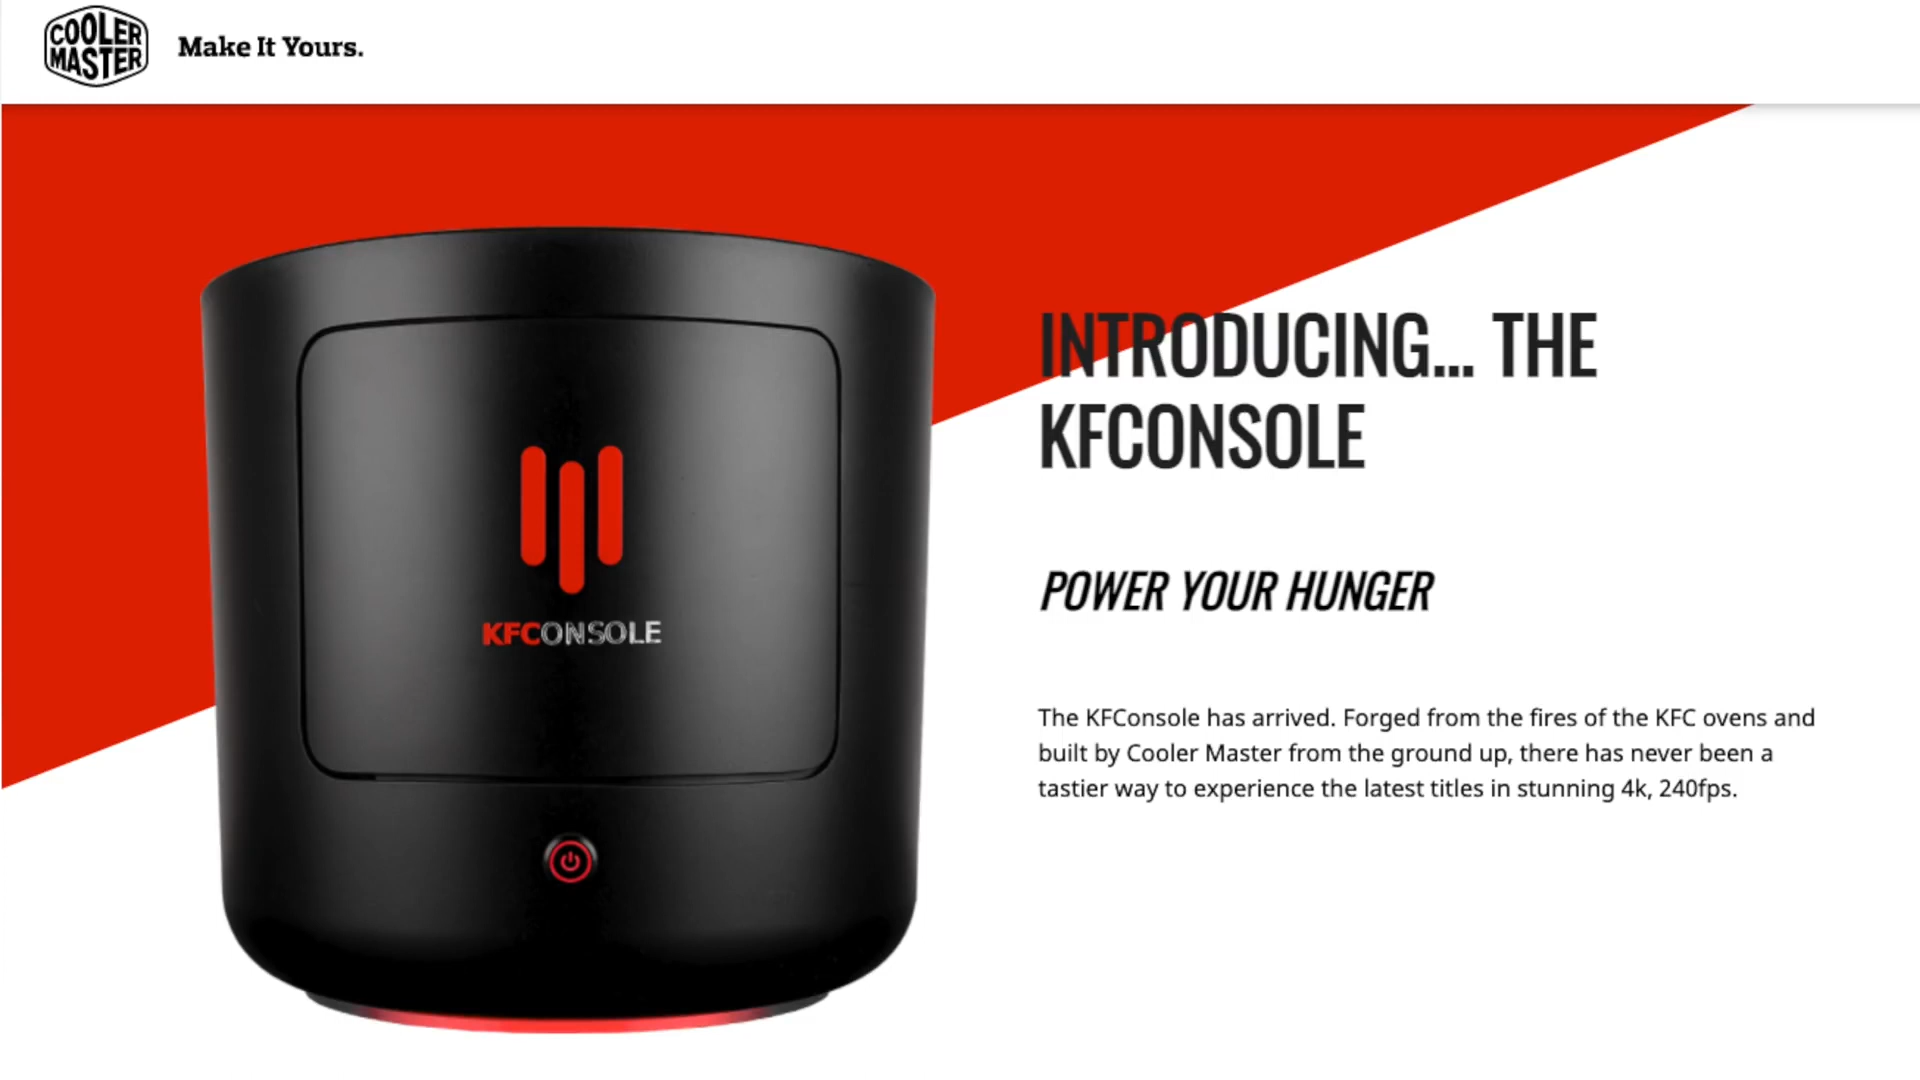 COOLER
MASTER
Make It Yours.
INTRODUCING... THE
KFCONSOLE
KFCONSOLE
POWER YOUR HUNGER
The KFConsole has arrived. Forged from the fires of the KFC ovens and
built by Cooler Master from the ground up, there has never been a
tastier way to experience the latest titles in stunning 4k, 240fps.